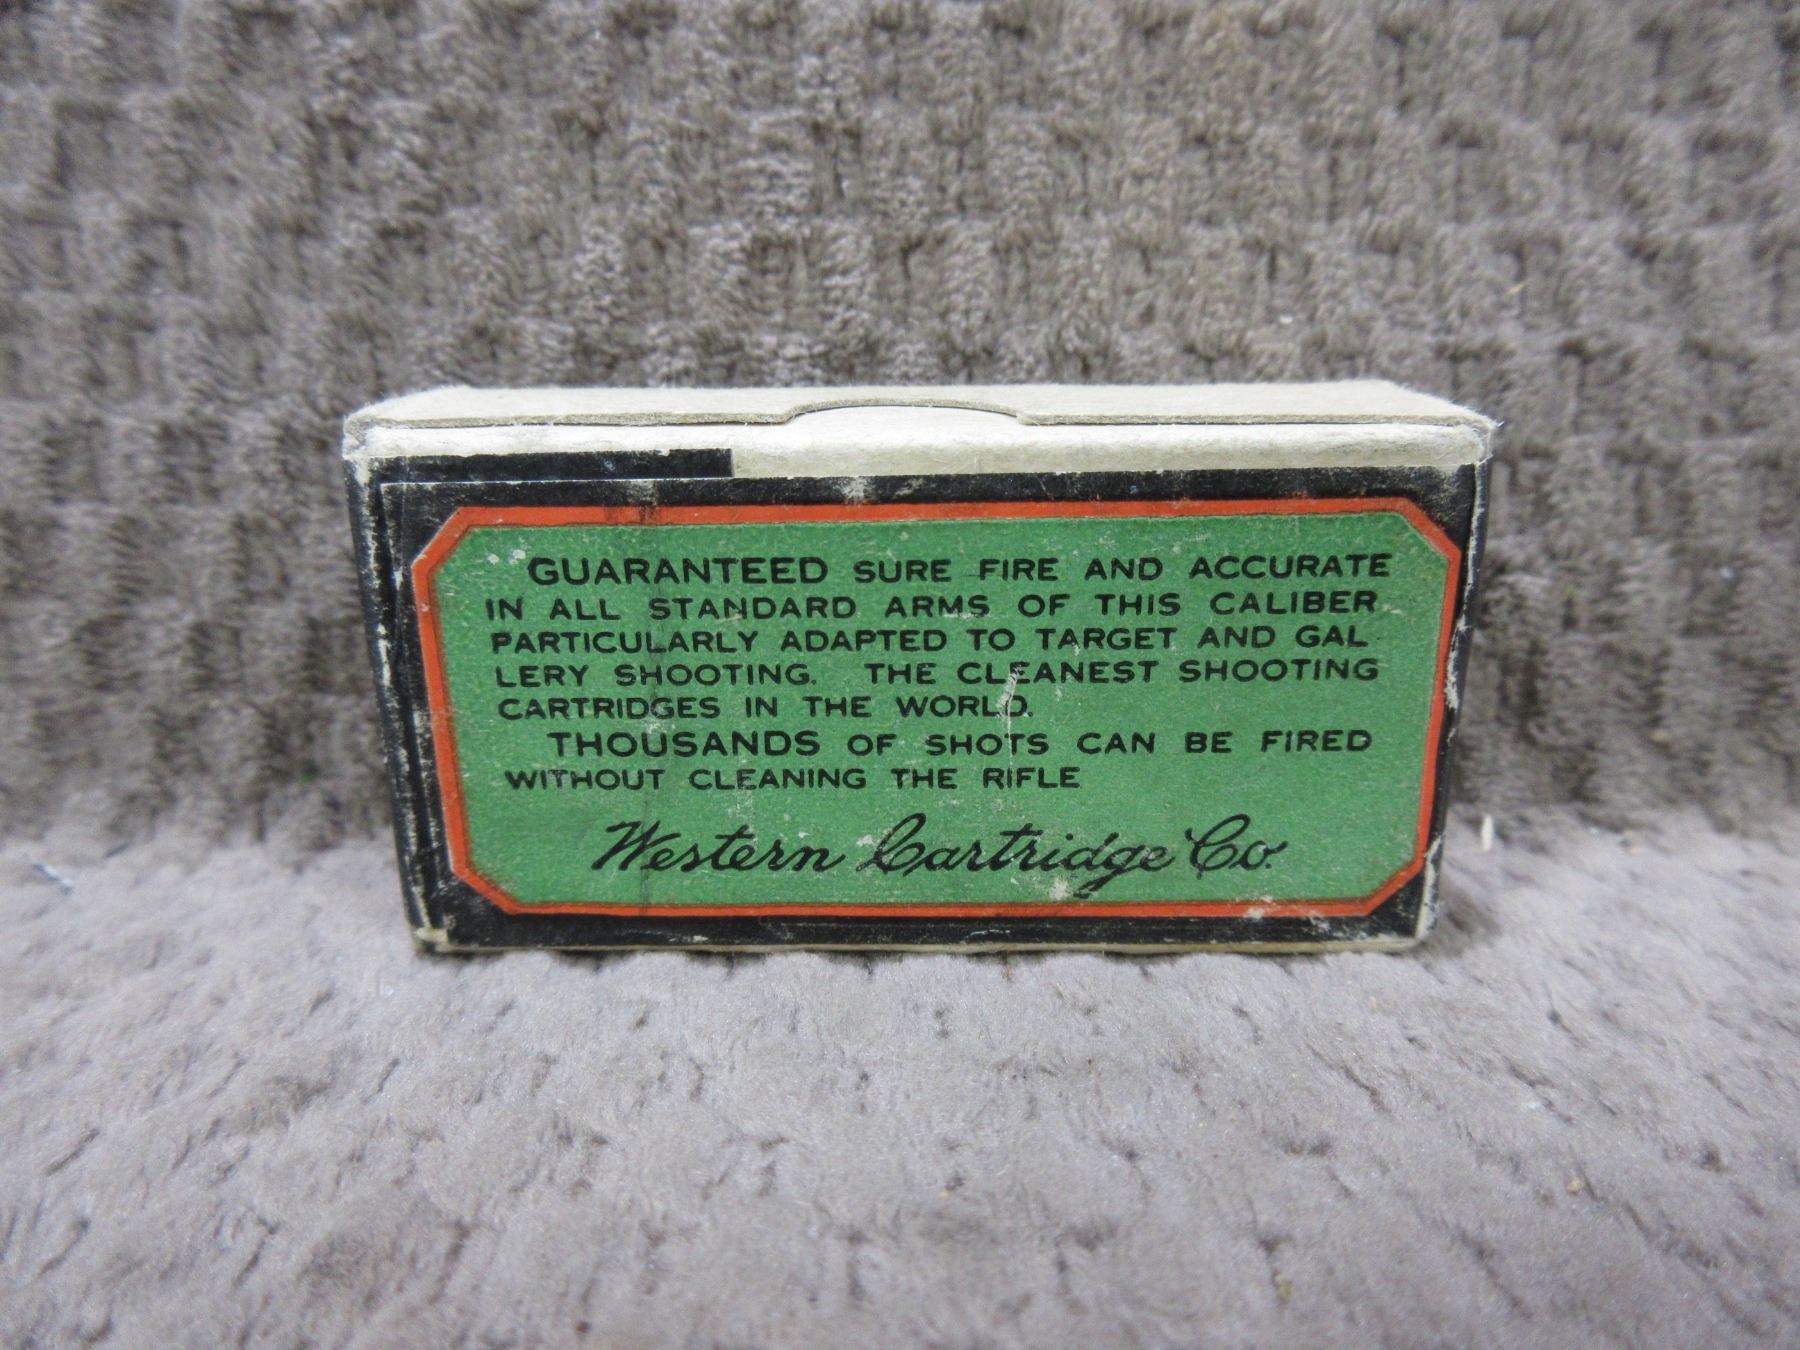 GUARANTEED SURE FIRE AND ACCURATE
IN ALL STANDARD ARMS OF THIS CALIBER
PARTICULARLY ADAPTED TO TARGET AND GAL
LERY SHOOTING. THE CLEANEST SHOOTING
CARTRIDGES IN THE WORLD.
THOUSANDS OF SHOTS CAN BE FIRED
WITHOUT CLEANING THE RIFLE
Western Cartridge Co.